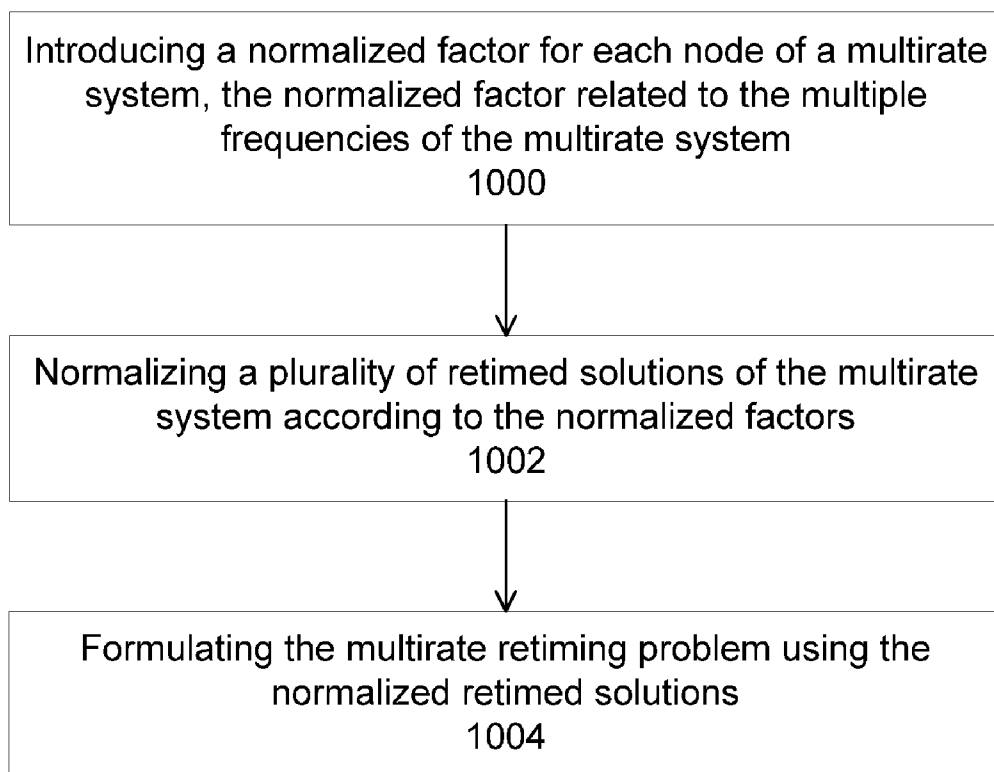 Introducing a normalized factor for each node of a multirate
system, the normalized factor related to the multiple
frequencies of the multirate system
1000
Normalizing a plurality of retimed solutions of the multirate
system according to the normalized factors
1002
Formulating the multirate retiming problem using the
normalized retimed solutions
1004